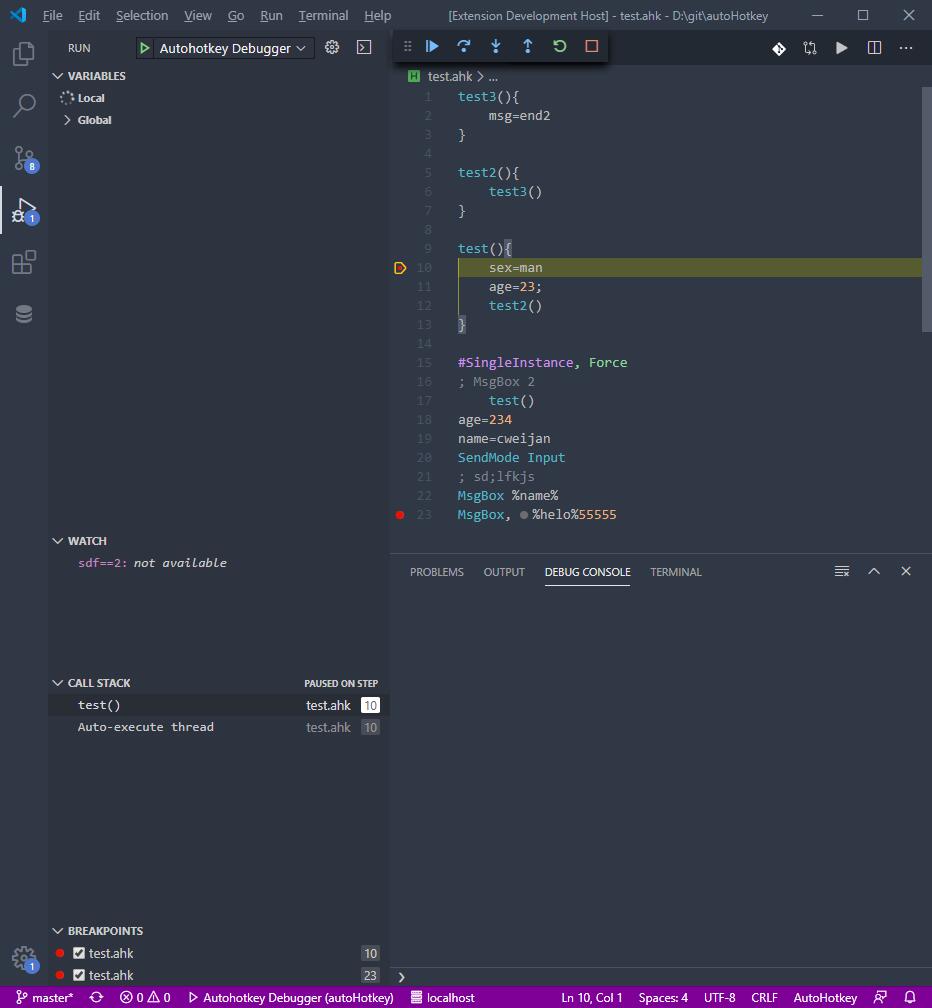 File Edit Selection View Go Run Terminal Help [Extension Development Host] - test.ahk - D:\git\autoHotkey
RUN Autohotkey Debugger
VARIABLES
Local
Global
8
1
WATCH
sdf==2: not available
CALL STACK PAUSED ON STEP
test() test.ahk 10
Auto-execute thread test.ahk 10
BREAKPOINTS
test.ahk 10
test.ahk 23
1
test.ahk > ...
1 test3(){
2 msg=end2
3 }
4
5 test2(){
6 test3()
7 }
8
9 test(){
10 sex=man
11 age=23;
12 test2()
13 }
14
15 #SingleInstance, Force
16 ; MsgBox 2
17 test()
18 age=234
19 name=cweijan
20 SendMode Input
21 ; sd;lfkjs
22 MsgBox %name%
23 MsgBox, %helo%55555
PROBLEMS OUTPUT DEBUG CONSOLE TERMINAL
master* 0 0 Autohotkey Debugger (autoHotkey) localhost Ln 10, Col 1 Spaces: 4 UTF-8 CRLF AutoHotkey